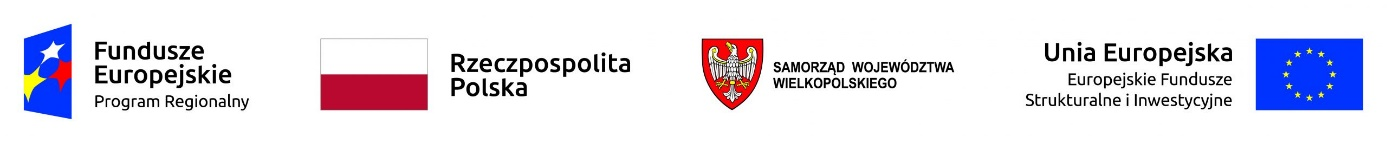 Fundusze
Europejskie
Program Regionalny
Rzeczpospolita
Polska
SAMORZĄD WOJEWÓDZTWA
WIELKOPOLSKIEGO
Unia Europejska
Europejskie Fundusze
Strukturalne i Inwestycyjne